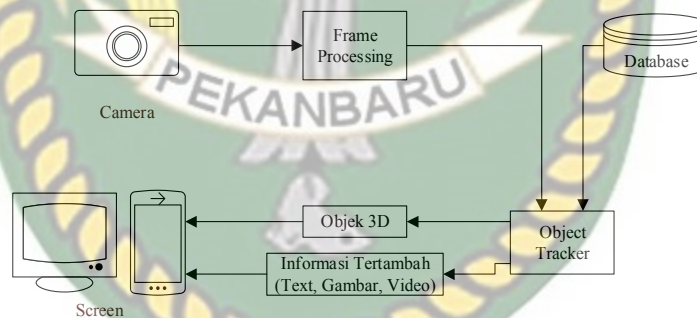 Frame
Processing
Database
PEKANBARU
Camera
Objek 3D
Object
Tracker
Informasi Tertambah
(Text, Gambar, Video)
Screen